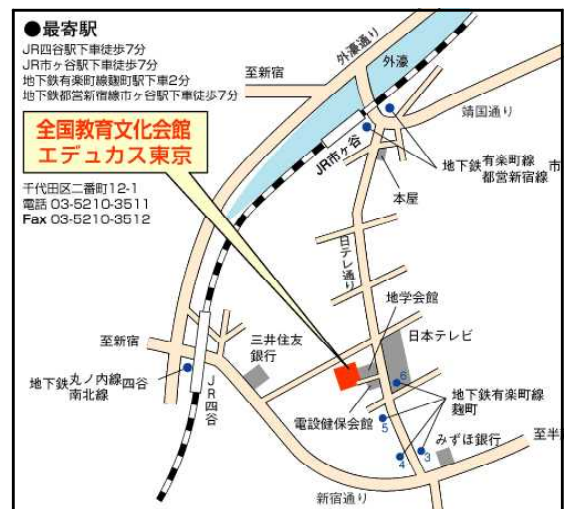 ●最寄駅
JR四谷駅下車徒歩7分
JR市ヶ谷駅下車徒歩7分
地下鉄有楽町線麹町駅下車2分
地下鉄都営新宿線市ヶ谷駅下車徒歩7分
全国教育文化会館
エデュカス東京
千代田区二番町12-1
電話 03-5210-3511
Fax 03-5210-3512
外濠通り
外濠
至新宿
靖国通り
JR市ヶ谷
地下鉄 有楽町線
都営新宿線 市
本屋
日テレ通り
地学会館
日本テレビ
至新宿
三井住友
銀行
地下鉄 丸ノ内線 四谷
南北線
JR四谷
電設健保会館
6
地下鉄有楽町線
麹町
5
みずほ銀行
4
3
至半
新宿通り